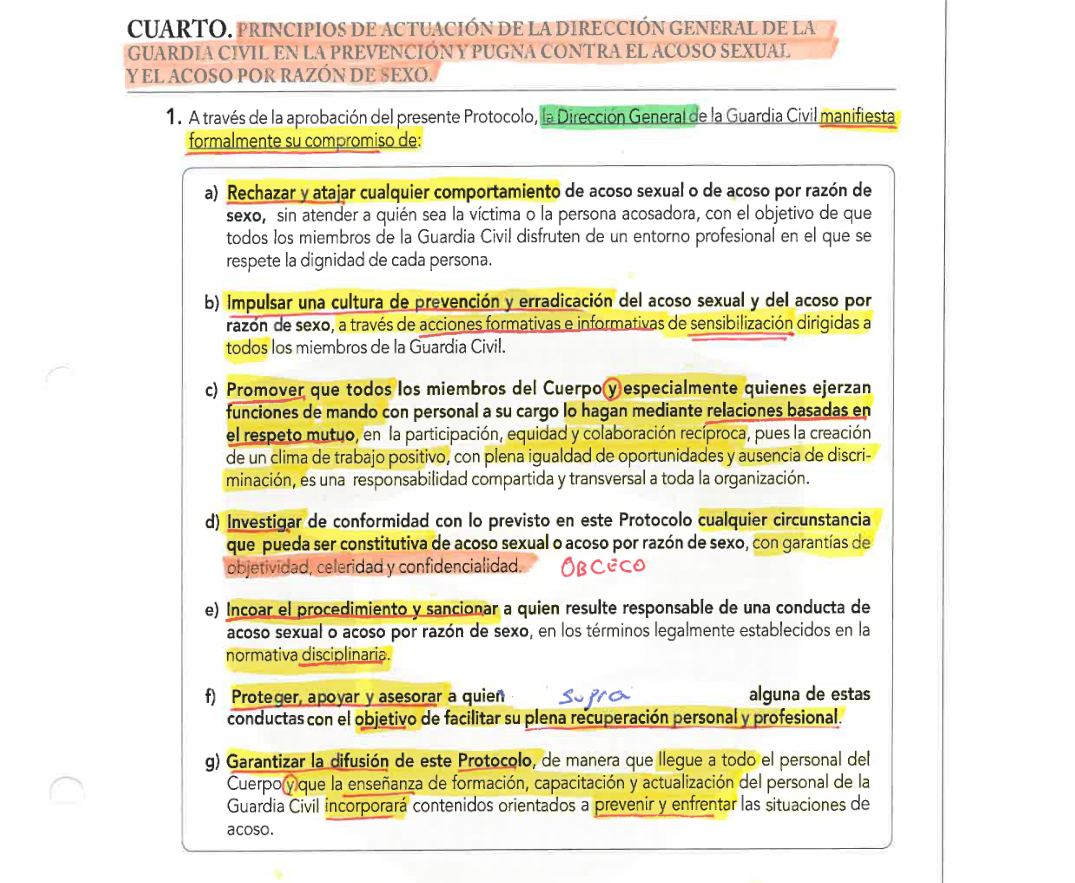 CUARTO. PRINCIPIOS DE ACTUACIÓN DE LA DIRECCIÓN GENERAL DE LA
GUARDIA CIVIL EN LA PREVENCIÓN Y PUGNA CONTRA EL ACOSO SEXUAL
Y EL ACOSO POR RAZÓN DE SEXO.
1. A través de la aprobación del presente Protocolo, la Dirección General de la Guardia Civil manifiesta
formalmente su compromiso de:
a) Rechazar y atajar cualquier comportamiento de acoso sexual o de acoso por razón de
sexo, sin atender a quién sea la víctima o la persona acosadora, con el objetivo de que
todos los miembros de la Guardia Civil disfruten de un entorno profesional en el que se
respete la dignidad de cada persona.
b) Impulsar una cultura de prevención y erradicación del acoso sexual y del acoso por
razón de sexo, a través de acciones formativas e informativas de sensibilización dirigidas a
todos los miembros de la Guardia Civil.
c) Promover que todos los miembros del Cuerpo y especialmente quienes ejerzan
funciones de mando con personal a su cargo lo hagan mediante relaciones basadas en
el respeto mutuo, en la participación, equidad y colaboración recíproca, pues la creación
de un clima de trabajo positivo, con plena igualdad de oportunidades y ausencia de discri-
minación, es una responsabilidad compartida y transversal a toda la organización.
d) Investigar de conformidad con lo previsto en este Protocolo cualquier circunstancia
que pueda ser constitutiva de acoso sexual o acoso por razón de sexo, con garantías de
objetividad, celeridad y confidencialidad. OBCECO
e) Incoar el procedimiento y sancionar a quien resulte responsable de una conducta de
acoso sexual o acoso por razón de sexo, en los términos legalmente establecidos en la
normativa disciplinaria.
f) Proteger, apoyar y asesorar a quien supra alguna de estas
conductas con el objetivo de facilitar su plena recuperación personal y profesional.
g) Garantizar la difusión de este Protocolo, de manera que llegue a todo el personal del
Cuerpo y que la enseñanza de formación, capacitación y actualización del personal de la
Guardia Civil incorporará contenidos orientados a prevenir y enfrentar las situaciones de
acoso.